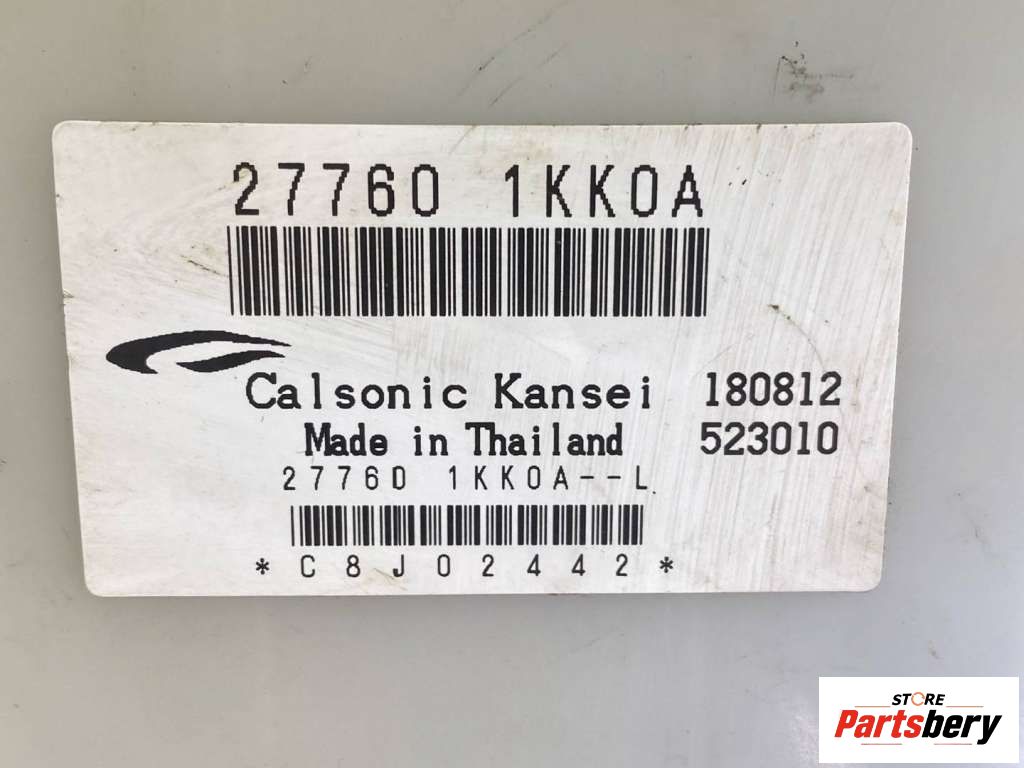 27760 1KK0A
Calsonic Kansei 180812
Made in Thailand 523010
27760 1KK0A--L
*C8J02442*
STORE
Partsbery